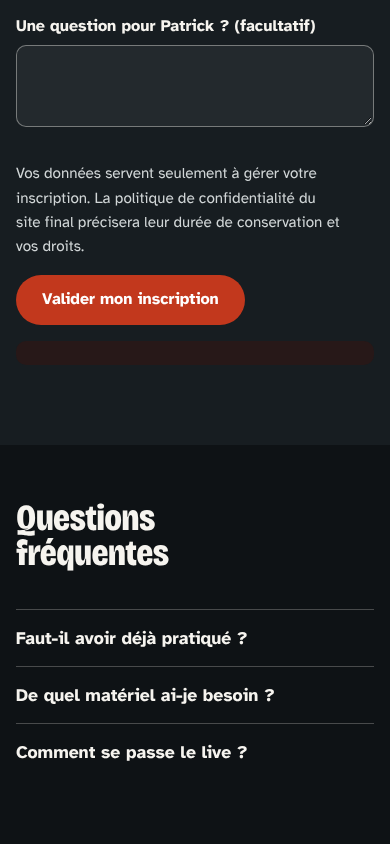 Une question pour Patrick ? (facultatif)
Vos données servent seulement à gérer votre
inscription. La politique de confidentialité du
site final précisera leur durée de conservation et
vos droits.
Valider mon inscription
Questions
fréquentes
Faut-il avoir déjà pratiqué ?
De quel matériel ai-je besoin ?
Comment se passe le live ?